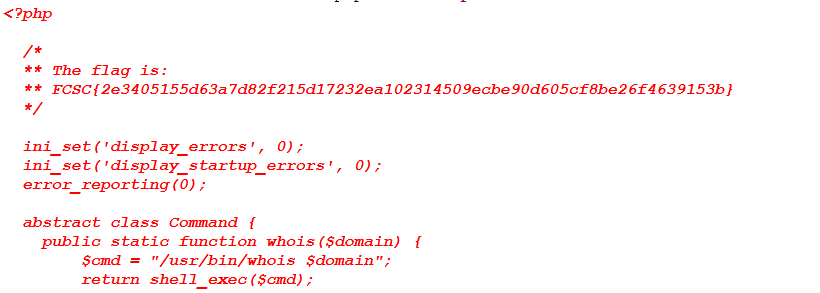 <?php
/*
** The flag is:
** FCSC{2e3405155d63a7d82f215d17232ea102314509ecbe90d605cf8be26f4639153b}
*/
ini_set('display_errors', 0);
ini_set('display_startup_errors', 0);
error_reporting(0);
abstract class Command {
public static function whois($domain) {
$cmd = "/usr/bin/whois $domain";
return shell_exec($cmd);